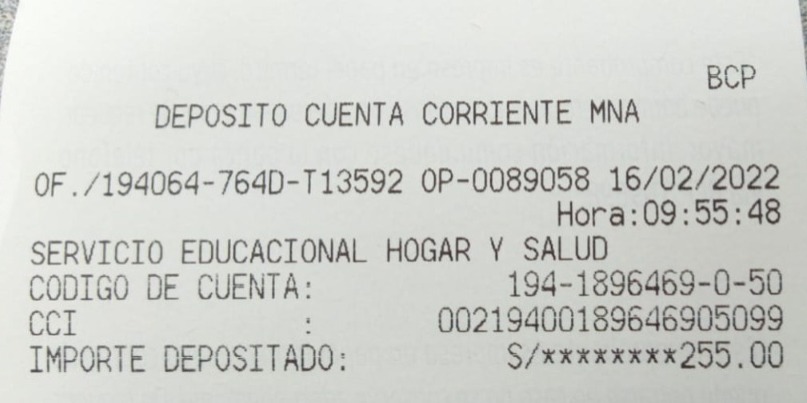 BCP
DEPOSITO CUENTA CORRIENTE MNA
OF./194064-764D-T13592 OP-0089058 16/02/2022
Hora:09:55:48
SERVICIO EDUCACIONAL HOGAR Y SALUD
CODIGO DE CUENTA: 194-1896469-0-50
CCI : 00219400189646905099
IMPORTE DEPOSITADO: S/********255.00